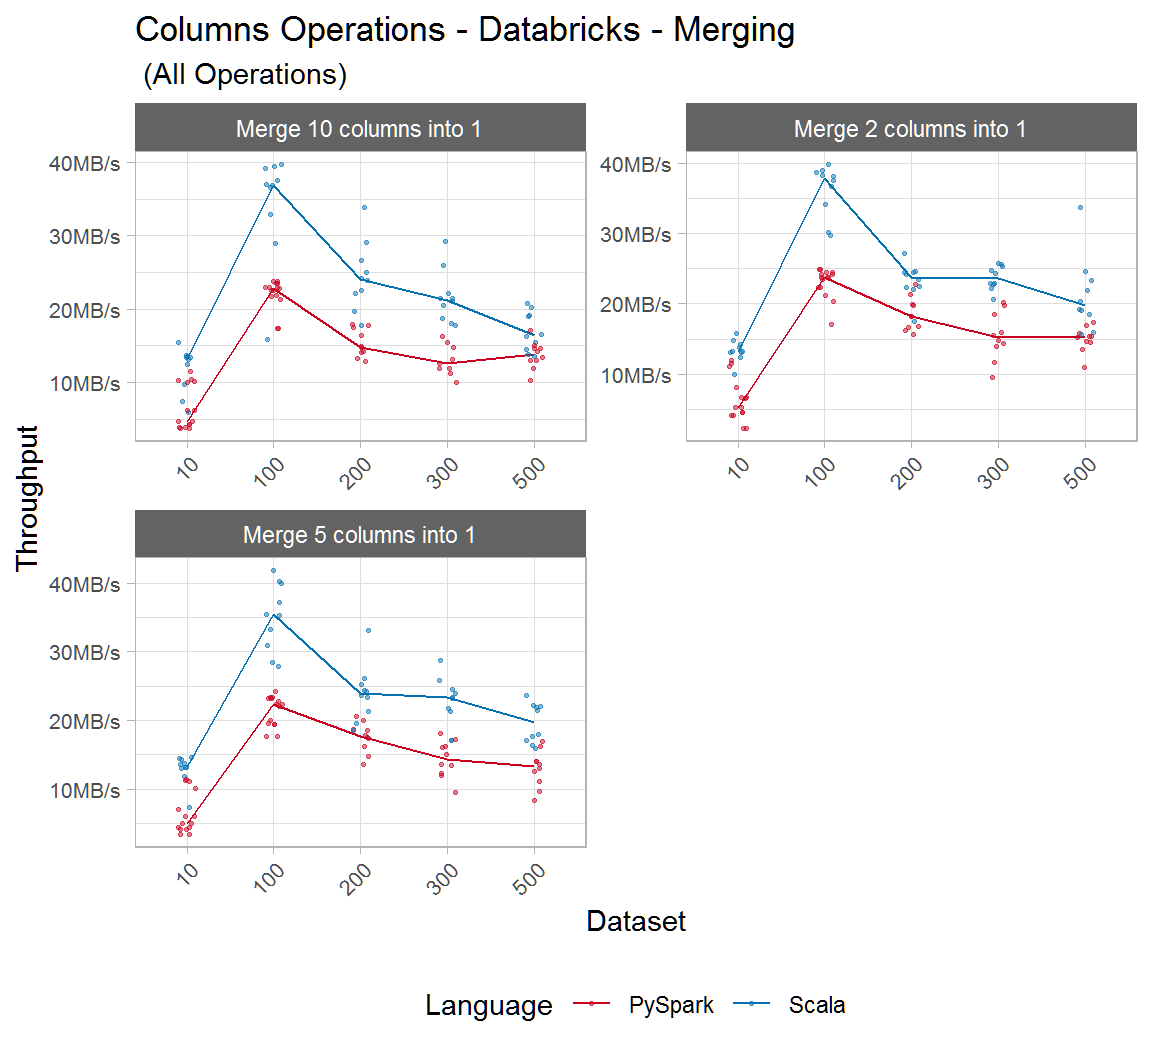 Columns Operations - Databricks - Merging
(All Operations)
Merge 10 columns into 1
40MB/s
30MB/s
20MB/s
10MB/s
10
100
200
300
500
Merge 2 columns into 1
40MB/s
30MB/s
20MB/s
10MB/s
10
100
200
300
500
Throughput
Merge 5 columns into 1
40MB/s
30MB/s
20MB/s
10MB/s
10
100
200
300
500
Dataset
Language PySpark Scala